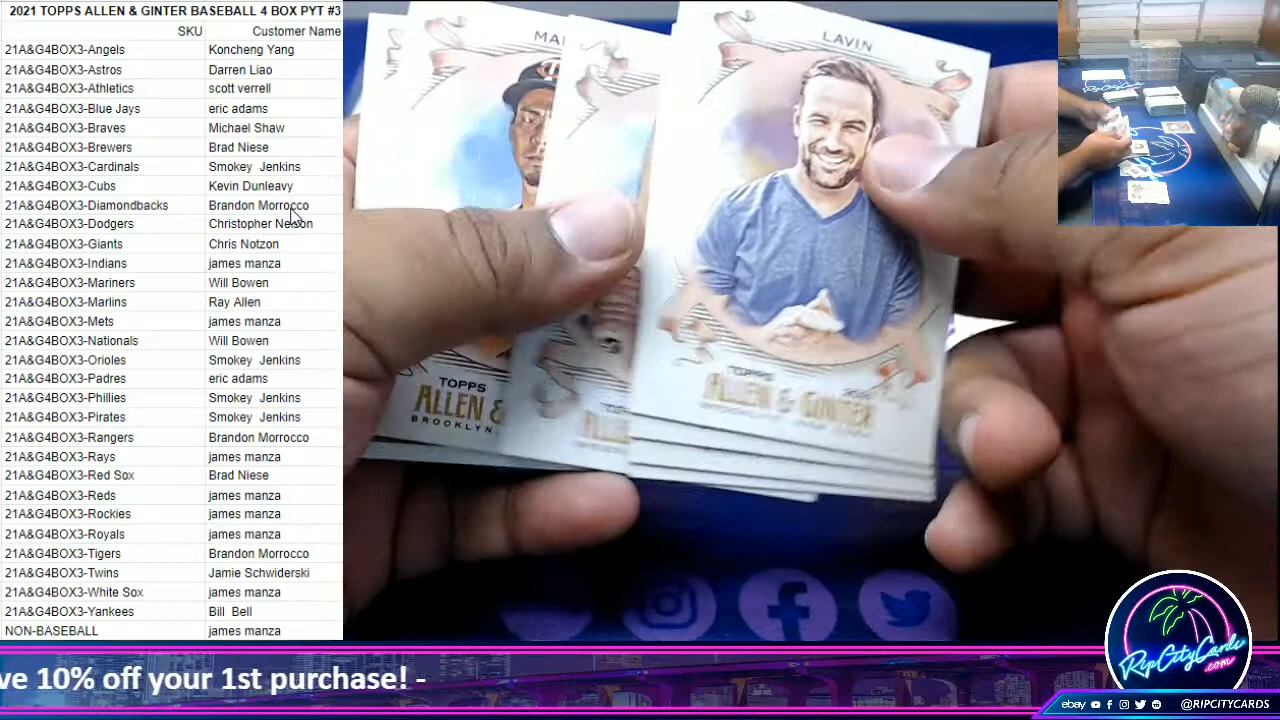 2021 TOPPS ALLEN & GINTER BASEBALL 4 BOX PYT #3
SKU Customer Name
21A&G4BOX3-Angels Koncheng Yang
21A&G4BOX3-Astros Darren Liao
21A&G4BOX3-Athletics scott verrell
21A&G4BOX3-Blue Jays eric adams
21A&G4BOX3-Braves Michael Shaw
21A&G4BOX3-Brewers Brad Niese
21A&G4BOX3-Cardinals Smokey Jenkins
21A&G4BOX3-Cubs Kevin Dunleavy
21A&G4BOX3-Diamondbacks Brandon Morrocco
21A&G4BOX3-Dodgers Christopher Nelson
21A&G4BOX3-Giants Chris Notzon
21A&G4BOX3-Indians james manza
21A&G4BOX3-Mariners Will Bowen
21A&G4BOX3-Marlins Ray Allen
21A&G4BOX3-Mets james manza
21A&G4BOX3-Nationals Will Bowen
21A&G4BOX3-Orioles Smokey Jenkins
21A&G4BOX3-Padres eric adams
21A&G4BOX3-Phillies Smokey Jenkins
21A&G4BOX3-Pirates Smokey Jenkins
21A&G4BOX3-Rangers Brandon Morrocco
21A&G4BOX3-Rays james manza
21A&G4BOX3-Red Sox Brad Niese
21A&G4BOX3-Reds james manza
21A&G4BOX3-Rockies james manza
21A&G4BOX3-Royals james manza
21A&G4BOX3-Tigers Brandon Morrocco
21A&G4BOX3-Twins Jamie Schwiderski
21A&G4BOX3-White Sox james manza
21A&G4BOX3-Yankees Bill Bell
NON-BASEBALL james manza
MA
LAVIN
TOPPS
ALLEN &
BROOKLYN
TOPPS
ALLEN & GINTER
ve 10% off your 1st purchase! -
RipCityCards
.com
ebay @RIPCITYCARDS